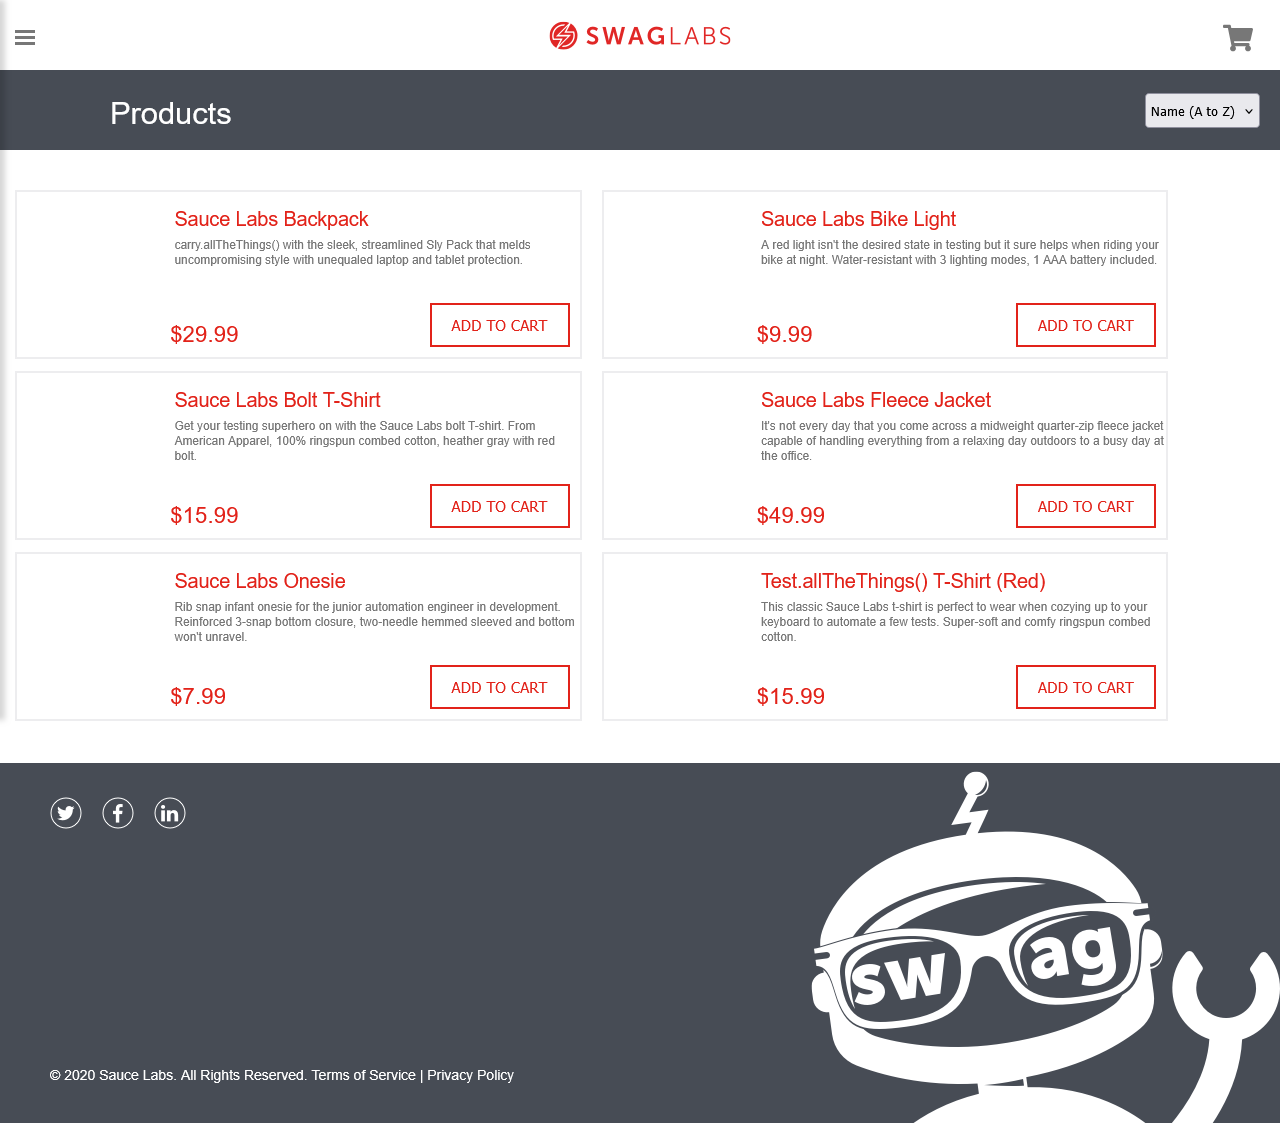 SWAGLABS
Products
Name (A to Z)
Sauce Labs Backpack
carry.allTheThings() with the sleek, streamlined Sly Pack that melds
uncompromising style with unequaled laptop and tablet protection.
$29.99
ADD TO CART
Sauce Labs Bike Light
A red light isn't the desired state in testing but it sure helps when riding your
bike at night. Water-resistant with 3 lighting modes, 1 AAA battery included.
$9.99
ADD TO CART
Sauce Labs Bolt T-Shirt
Get your testing superhero on with the Sauce Labs bolt T-shirt. From
American Apparel, 100% ringspun combed cotton, heather gray with red
bolt.
$15.99
ADD TO CART
Sauce Labs Fleece Jacket
It's not every day that you come across a midweight quarter-zip fleece jacket
capable of handling everything from a relaxing day outdoors to a busy day at
the office.
$49.99
ADD TO CART
Sauce Labs Onesie
Rib snap infant onesie for the junior automation engineer in development.
Reinforced 3-snap bottom closure, two-needle hemmed sleeved and bottom
won't unravel.
$7.99
ADD TO CART
Test.allTheThings() T-Shirt (Red)
This classic Sauce Labs t-shirt is perfect to wear when cozying up to your
keyboard to automate a few tests. Super-soft and comfy ringspun combed
cotton.
$15.99
ADD TO CART
swag
© 2020 Sauce Labs. All Rights Reserved. Terms of Service | Privacy Policy